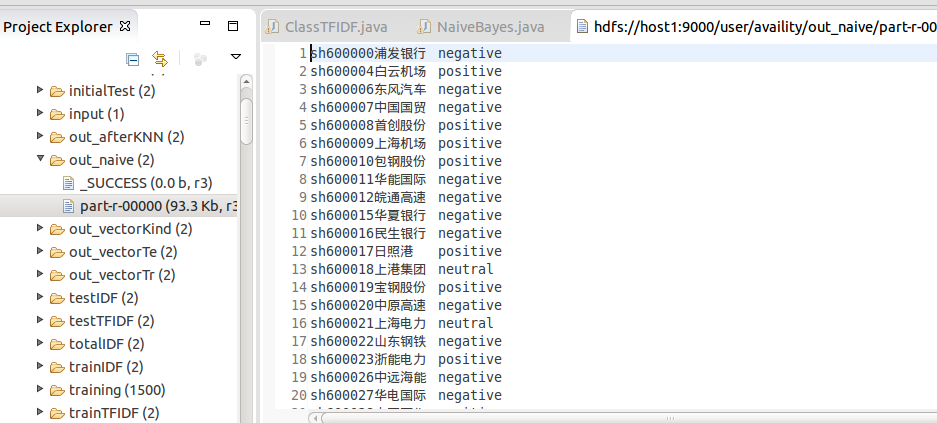 Project Explorer
initialTest (2)
input (1)
out_afterKNN (2)
out_naive (2)
_SUCCESS (0.0 b, r3)
part-r-00000 (93.3 Kb, r3
out_vectorKind (2)
out_vectorTe (2)
out_vectorTr (2)
testIDF (2)
testTFIDF (2)
totalIDF (2)
trainIDF (2)
training (1500)
trainTFIDF (2)
ClassTFIDF.java
NaiveBayes.java
hdfs://host1:9000/user/availity/out_naive/part-r-00
1 sh600000浦发银行 negative
2 sh600004白云机场 positive
3 sh600006东风汽车 negative
4 sh600007中国国贸 negative
5 sh600008首创股份 positive
6 sh600009上海机场 positive
7 sh600010包钢股份 positive
8 sh600011华能国际 negative
9 sh600012皖通高速 negative
10 sh600015华夏银行 negative
11 sh600016民生银行 negative
12 sh600017日照港 positive
13 sh600018上港集团 neutral
14 sh600019宝钢股份 positive
15 sh600020中原高速 negative
16 sh600021上海电力 neutral
17 sh600022山东钢铁 negative
18 sh600023浙能电力 positive
19 sh600026中远海能 negative
20 sh600027华电国际 negative